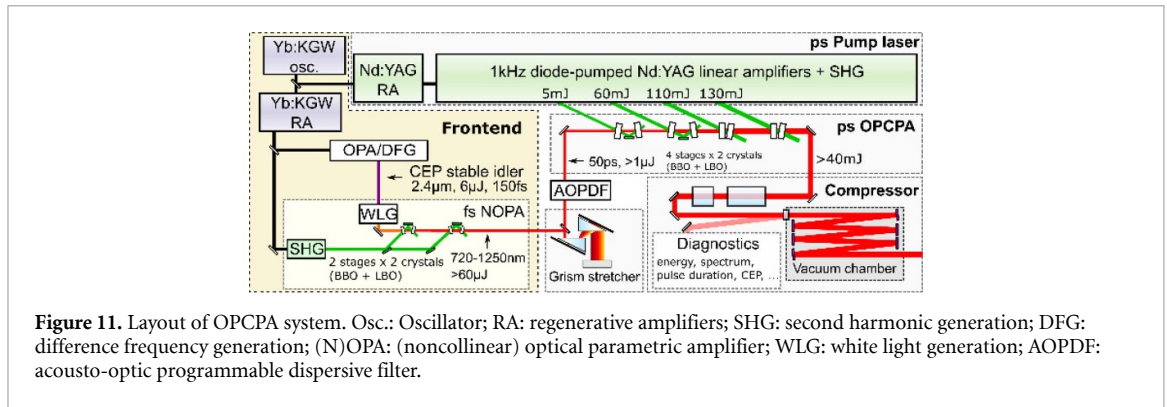 ps Pump laser
Yb:KGW
osc.
Nd:YAG
RA
1kHz diode-pumped Nd:YAG linear amplifiers + SHG
5mJ 60mJ 110mJ 130mJ
Yb:KGW
RA
Frontend
ps OPCPA
OPA/DFG
50ps, >1μJ
4 stages x 2 crystals
(BBO + LBO)
>40mJ
CEP stable idler
2.4μm, 6μJ, 150fs
AOPDF
Compressor
WLG
fs NOPA
SHG
2 stages x 2 crystals
(BBO + LBO)
720-1250nm
>60μJ
Grism stretcher
Diagnostics
energy, spectrum,
pulse duration, CEP, ...
Vacuum chamber
Figure 11. Layout of OPCPA system. Osc.: Oscillator; RA: regenerative amplifiers; SHG: second harmonic generation; DFG:
difference frequency generation; (N)OPA: (noncollinear) optical parametric amplifier; WLG: white light generation; AOPDF:
acousto-optic programmable dispersive filter.